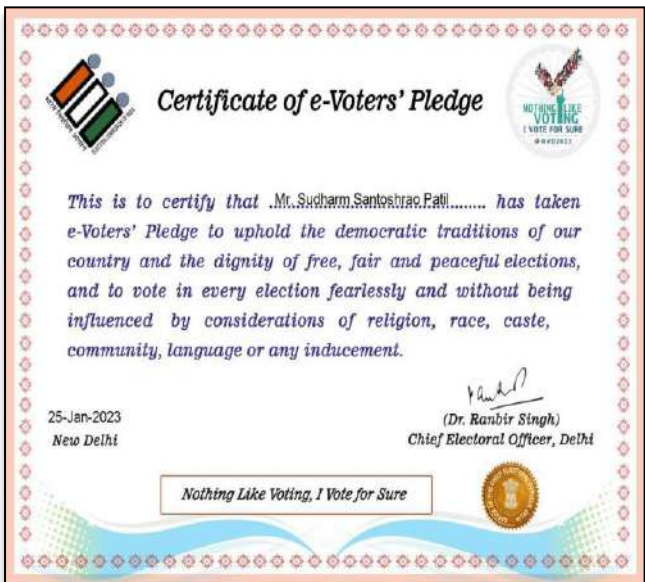 Certificate of e-Voters' Pledge
NOTHING LIKE
VOTING
I VOTE FOR SURE
This is to certify that .Mr. Sudharm Santoshrao Patil........ has taken
e-Voters' Pledge to uphold the democratic traditions of our
country and the dignity of free, fair and peaceful elections,
and to vote in every election fearlessly and without being
influenced by considerations of religion, race, caste,
community, language or any inducement.
25-Jan-2023
New Delhi
(Dr. Ranbir Singh)
Chief Electoral Officer, Delhi
Nothing Like Voting, I Vote for Sure